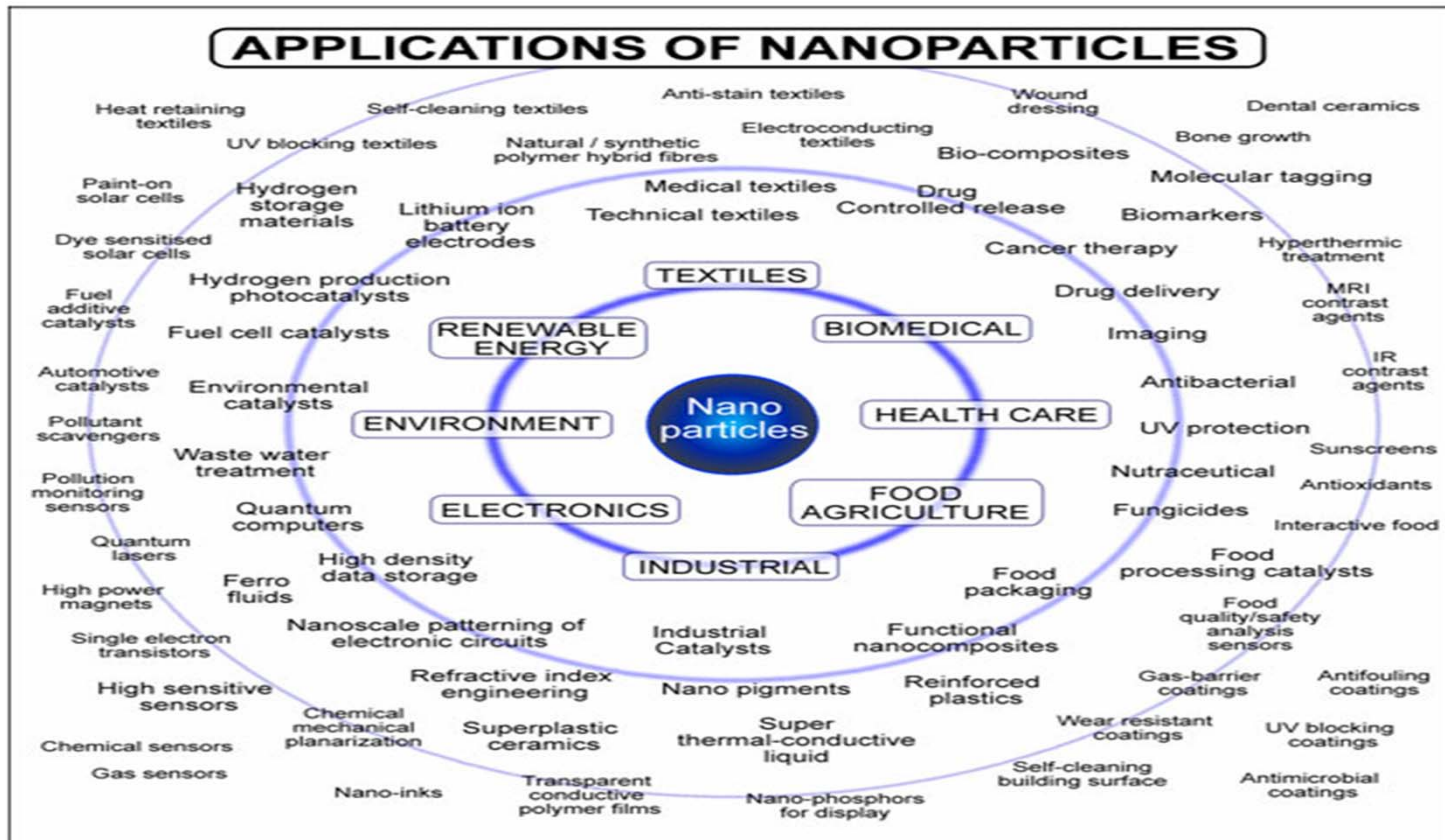 APPLICATIONS OF NANOPARTICLES
Heat retaining
textiles
Self-cleaning textiles
Anti-stain textiles
Wound
dressing
Dental ceramics
UV blocking textiles
Natural / synthetic
polymer hybrid fibres
Electroconducting
textiles
Bio-composites
Bone growth
Paint-on
solar cells
Hydrogen
storage
materials
Lithium ion
battery
electrodes
Medical textiles
Technical textiles
Drug
Controlled release
Molecular tagging
Biomarkers
Dye sensitised
solar cells
Cancer therapy
Hyperthermic
treatment
Hydrogen production
photocatalysts
TEXTILES
Drug delivery
MRI
contrast
agents
Fuel
additive
catalysts
Fuel cell catalysts
RENEWABLE
ENERGY
BIOMEDICAL
Imaging
IR
contrast
agents
Automotive
catalysts
Environmental
catalysts
Antibacterial
Nano
particles
ENVIRONMENT
HEALTH CARE
Pollutant
scavengers
UV protection
Sunscreens
Waste water
treatment
Nutraceutical
Antioxidants
Pollution
monitoring
sensors
Quantum
computers
ELECTRONICS
FOOD
AGRICULTURE
Fungicides
Interactive food
Quantum
lasers
High density
data storage
INDUSTRIAL
Food
packaging
Food
processing catalysts
High power
magnets
Ferro
fluids
Food
quality/safety
analysis
sensors
Single electron
transistors
Nanoscale patterning of
electronic circuits
Industrial
Catalysts
Functional
nanocomposites
High sensitive
sensors
Refractive index
engineering
Nano pigments
Reinforced
plastics
Gas-barrier
coatings
Antifouling
coatings
Chemical
mechanical
planarization
Superplastic
ceramics
Super
thermal-conductive
liquid
Wear resistant
coatings
UV blocking
coatings
Chemical sensors
Gas sensors
Nano-inks
Transparent
conductive
polymer films
Nano-phosphors
for display
Self-cleaning
building surface
Antimicrobial
coatings